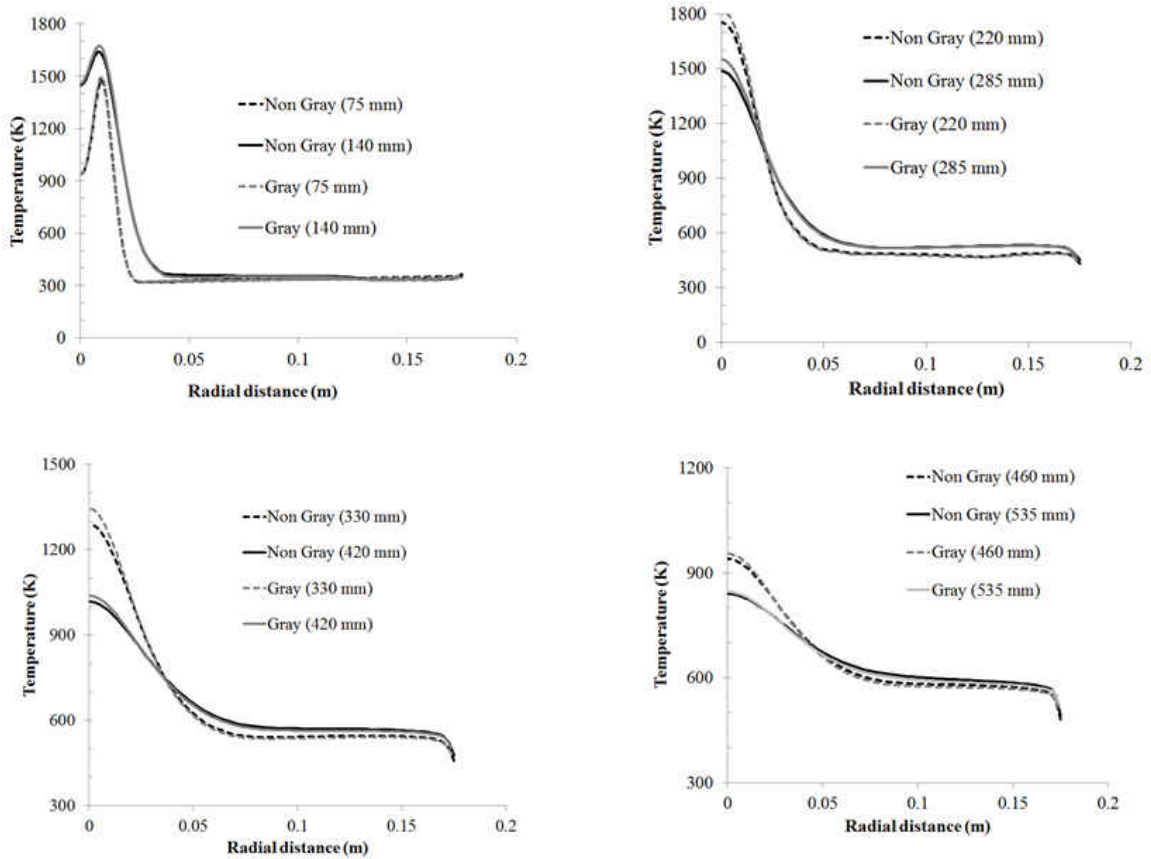 1800
1500
1200
900
600
300
0
Temperature (K)
Non Gray (75 mm)
Non Gray (140 mm)
Gray (75 mm)
Gray (140 mm)
0 0.05 0.1 0.15 0.2
Radial distance (m)
1800
1500
1200
900
600
300
0
Temperature (K)
Non Gray (220 mm)
Non Gray (285 mm)
Gray (220 mm)
Gray (285 mm)
0 0.05 0.1 0.15 0.2
Radial distance (m)
1500
1200
900
600
300
Temperature (K)
Non Gray (330 mm)
Non Gray (420 mm)
Gray (330 mm)
Gray (420 mm)
0 0.05 0.1 0.15 0.2
Radial distance (m)
1200
900
600
300
Temperature (K)
Non Gray (460 mm)
Non Gray (535 mm)
Gray (460 mm)
Gray (535 mm)
0 0.05 0.1 0.15 0.2
Radial distance (m)